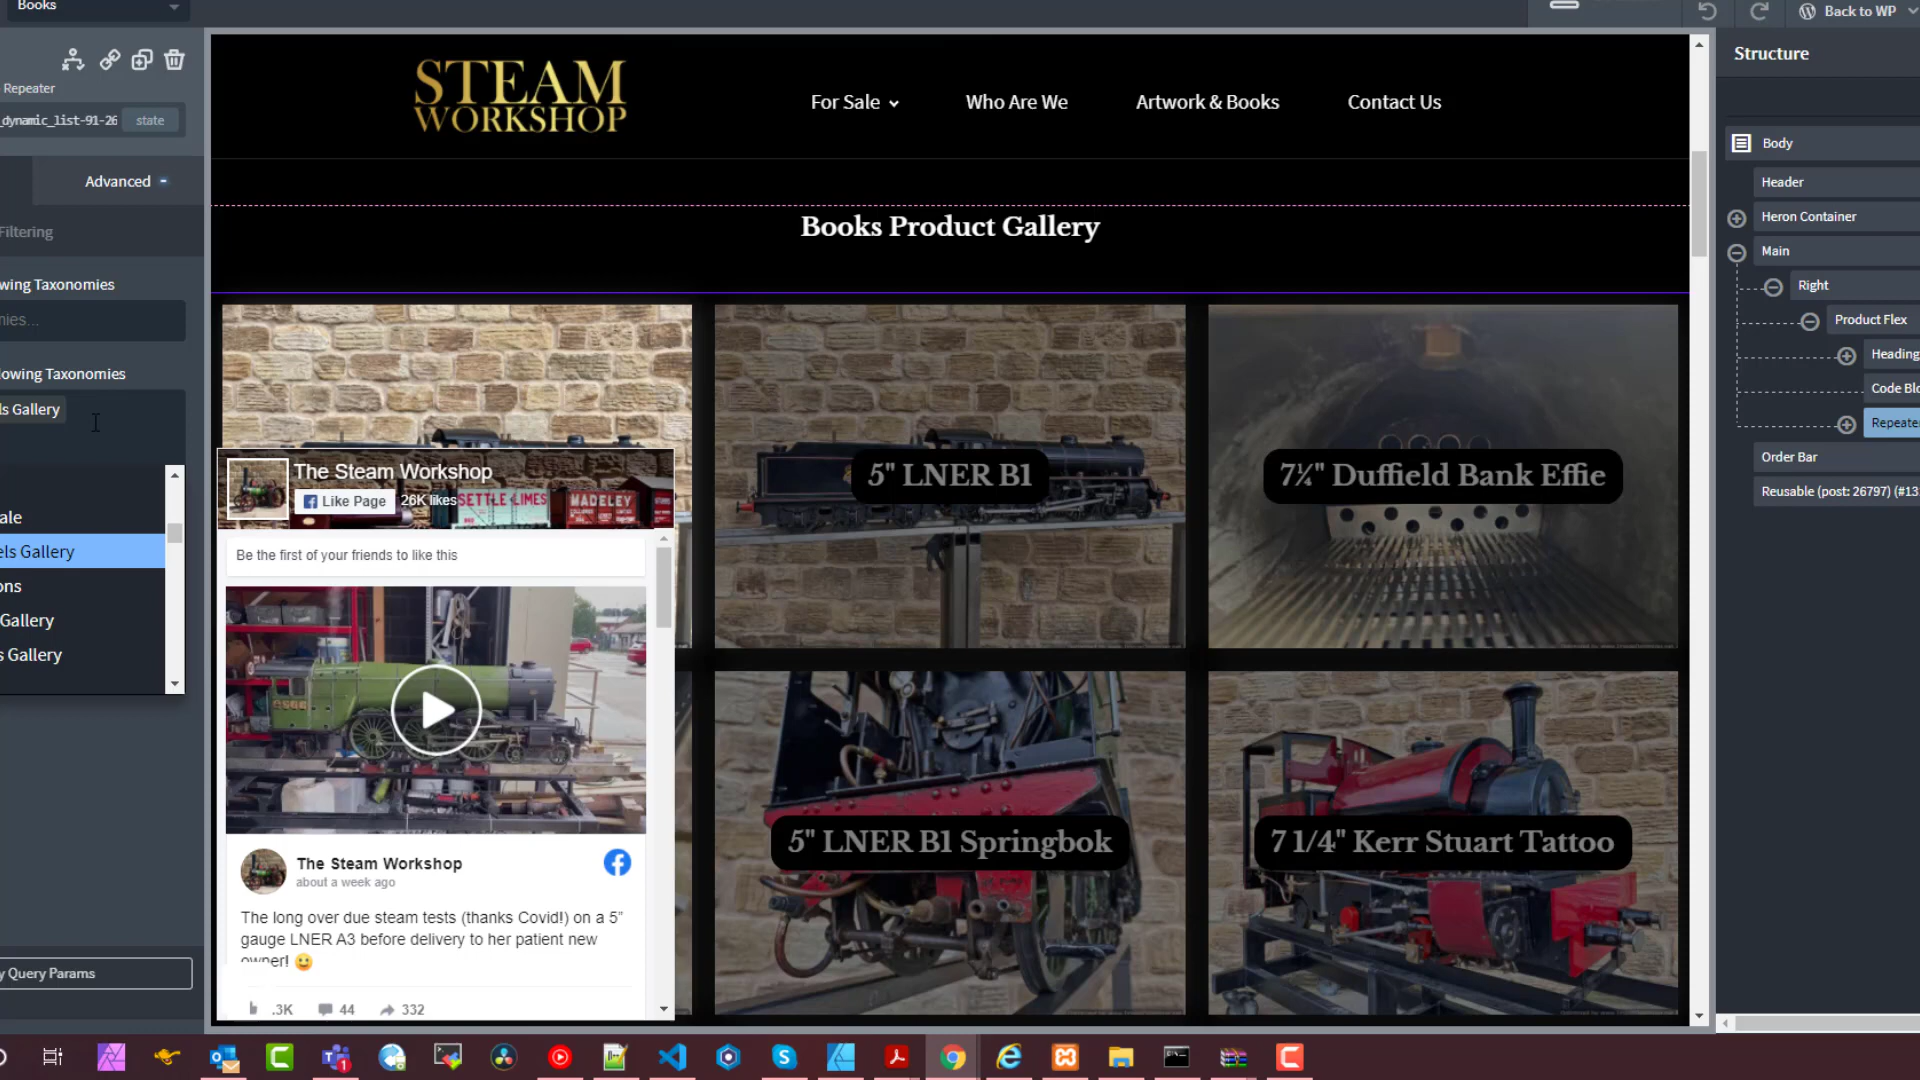 Books
Back to WP
Repeater
_dynamic_list-91-26
state
Advanced
Filtering
wing Taxonomies
nies...
lowing Taxonomies
ls Gallery
ale
els Gallery
ons
Gallery
s Gallery
y Query Params
STEAM
WORKSHOP
For Sale
Who Are We
Artwork & Books
Contact Us
Books Product Gallery
The Steam Workshop
Like Page
26K likes
SETTLE LIMES
MADELEY
Be the first of your friends to like this
The Steam Workshop
about a week ago
The long over due steam tests (thanks Covid!) on a 5"
gauge LNER A3 before delivery to her patient new
owner! 😀
.3K
44
332
5" LNER B1
7¼" Duffield Bank Effie
5" LNER B1 Springbok
7 1/4" Kerr Stuart Tattoo
Structure
Body
Header
Heron Container
Main
Right
Product Flex
Heading
Code Blo
Repeater
Order Bar
Reusable (post: 26797) (#13